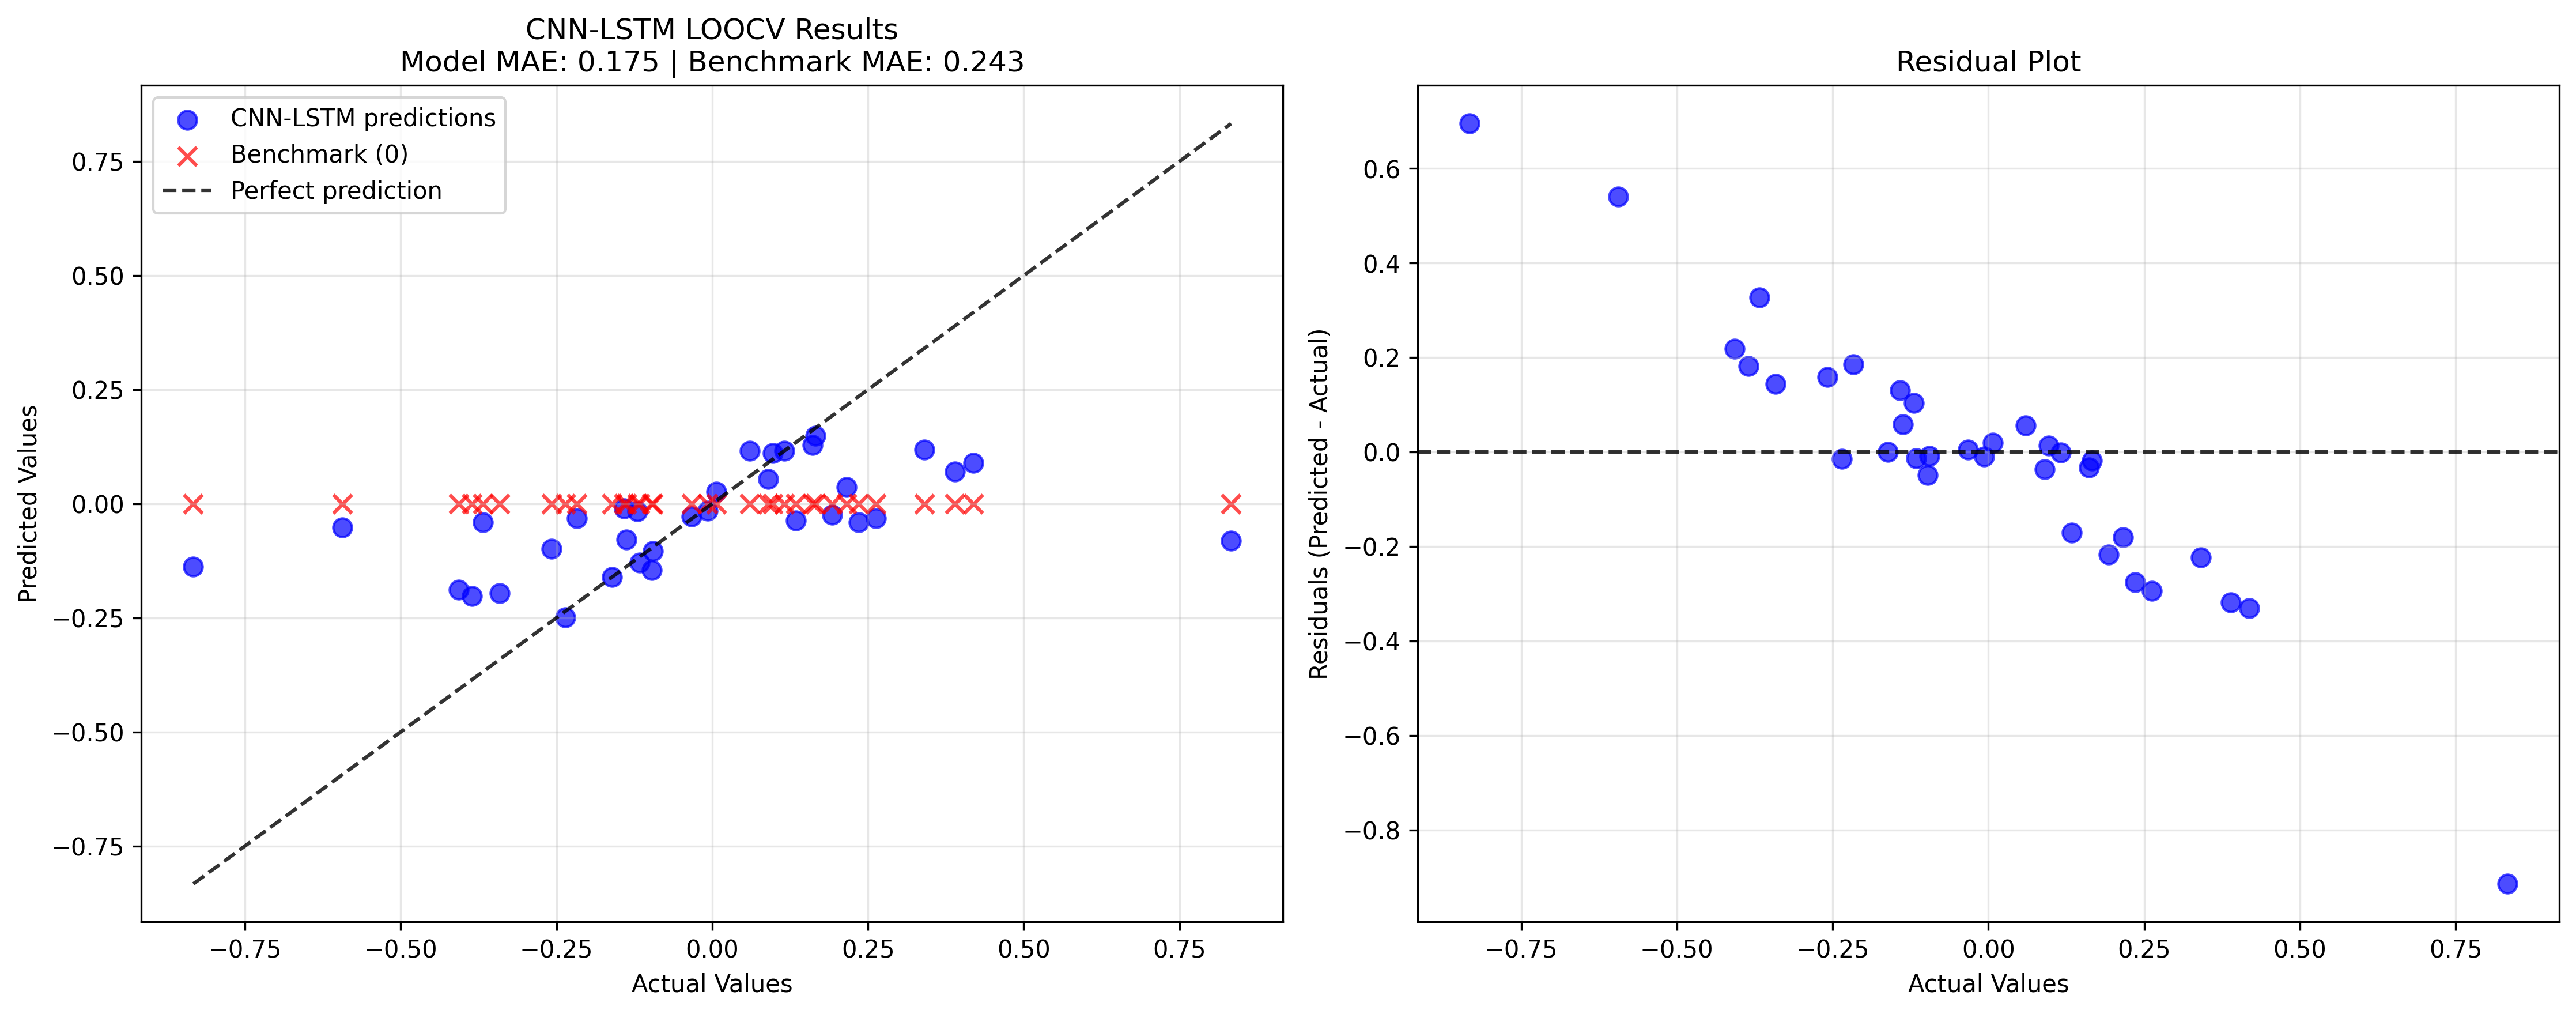 CNN-LSTM LOOCV Results
Model MAE: 0.175 | Benchmark MAE: 0.243
CNN-LSTM predictions
Benchmark (0)
Perfect prediction
Predicted Values
0.75
0.50
0.25
0.00
−0.25
−0.50
−0.75
−0.75
−0.50
−0.25
0.00
0.25
0.50
0.75
Actual Values
Residual Plot
Residuals (Predicted - Actual)
0.6
0.4
0.2
0.0
−0.2
−0.4
−0.6
−0.8
−0.75
−0.50
−0.25
0.00
0.25
0.50
0.75
Actual Values